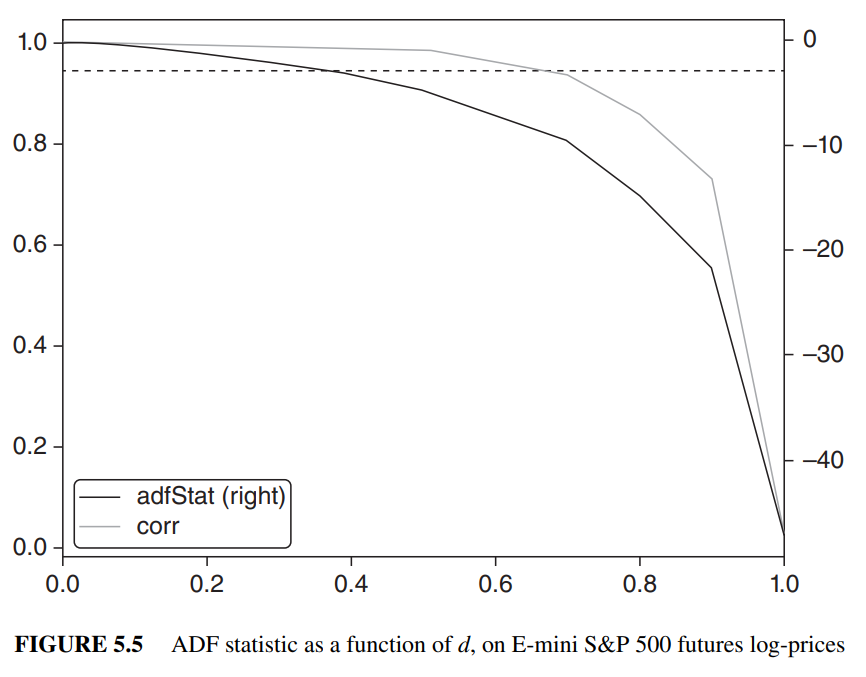 1.0
0.8
0.6
0.4
0.2
0.0
0
–10
–20
–30
–40
adfStat (right)
corr
0.0 0.2 0.4 0.6 0.8 1.0
FIGURE 5.5 ADF statistic as a function of d, on E-mini S&P 500 futures log-prices